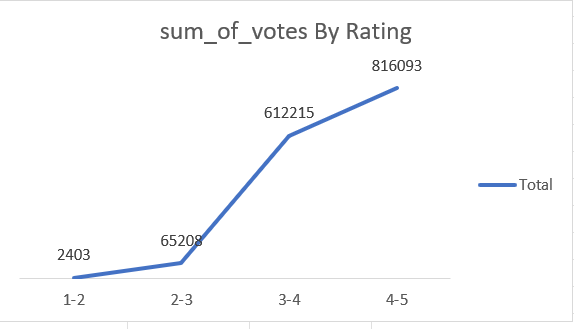 sum_of_votes By Rating
816093
612215
65208
2403
Total
1-2 2-3 3-4 4-5